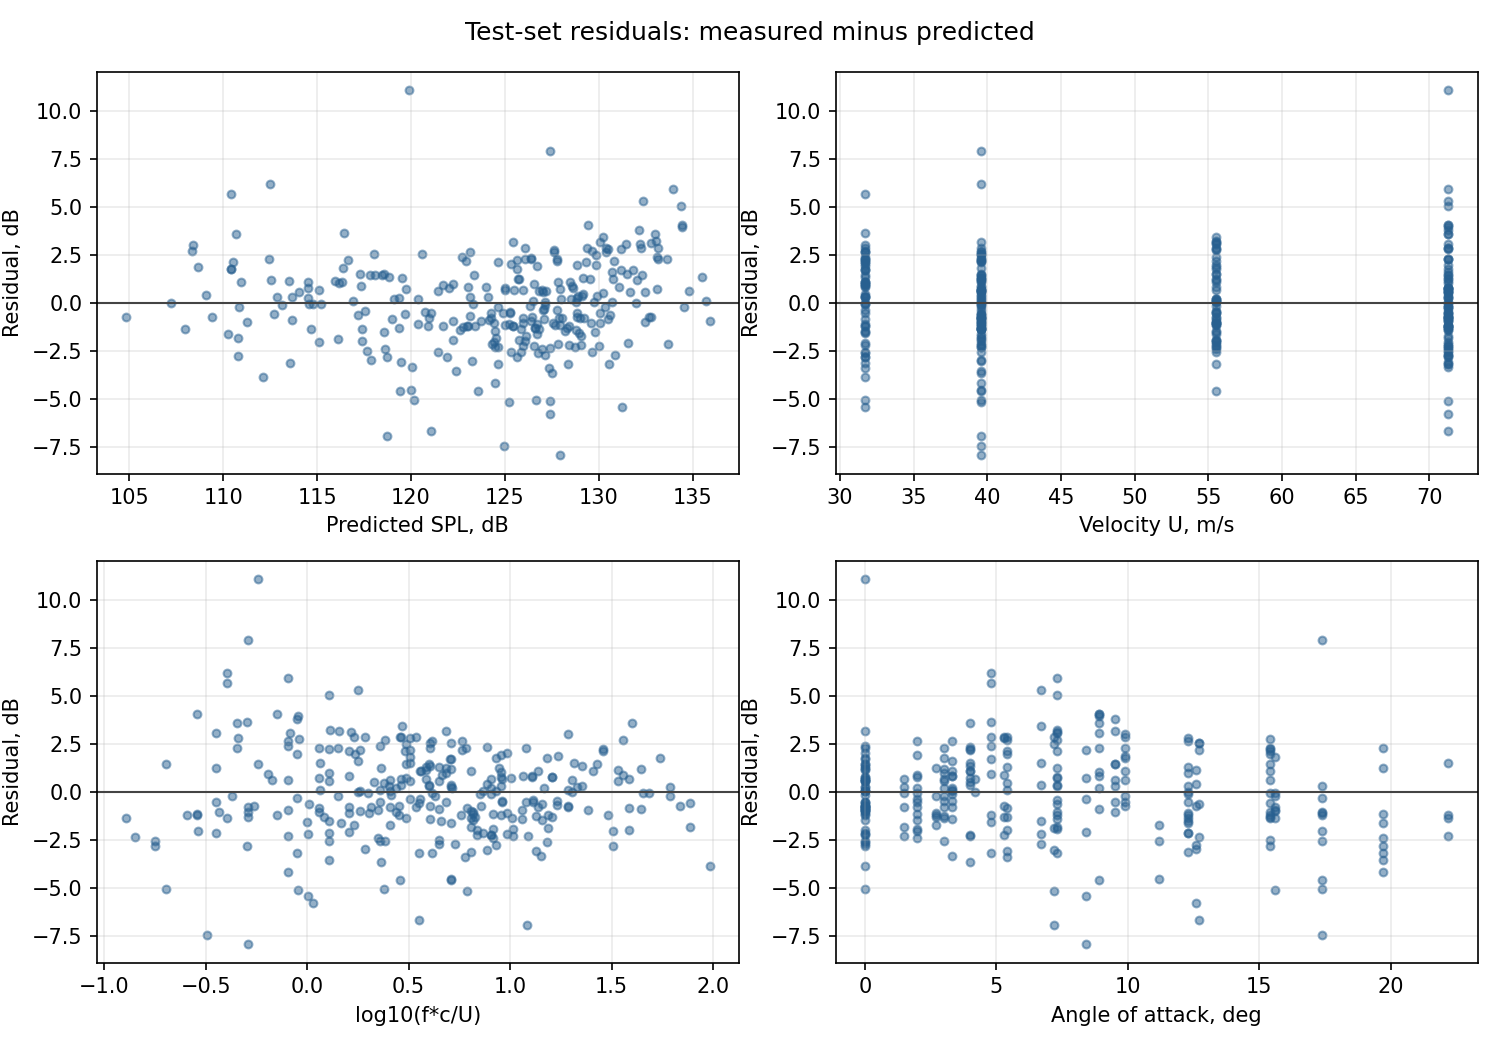 Test-set residuals: measured minus predicted
10.0
7.5
5.0
2.5
0.0
−2.5
−5.0
−7.5
Residual, dB
105 110 115 120 125 130 135
Predicted SPL, dB
10.0
7.5
5.0
2.5
0.0
−2.5
−5.0
−7.5
Residual, dB
30 35 40 45 50 55 60 65 70
Velocity U, m/s
10.0
7.5
5.0
2.5
0.0
−2.5
−5.0
−7.5
Residual, dB
−1.0 −0.5 0.0 0.5 1.0 1.5 2.0
log10(f*c/U)
10.0
7.5
5.0
2.5
0.0
−2.5
−5.0
−7.5
Residual, dB
0 5 10 15 20
Angle of attack, deg